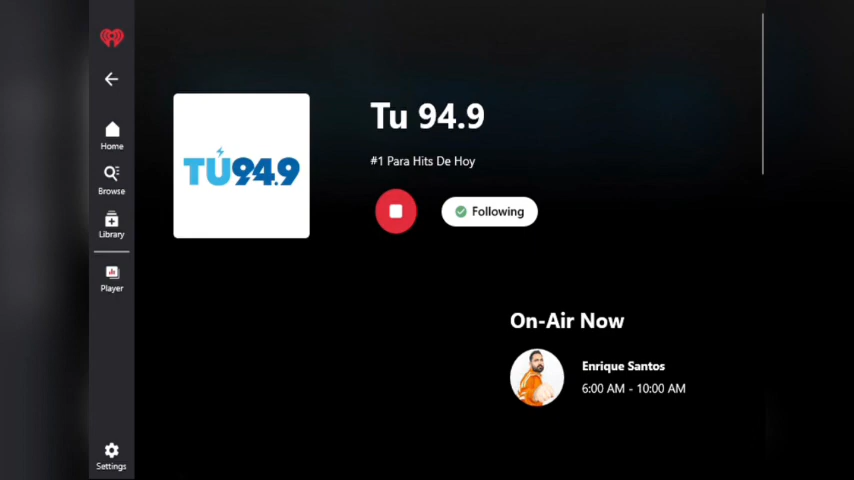 Home
Browse
Library
Player
Settings
TÚ94.9
Tu 94.9
#1 Para Hits De Hoy
Following
On-Air Now
Enrique Santos
6:00 AM - 10:00 AM